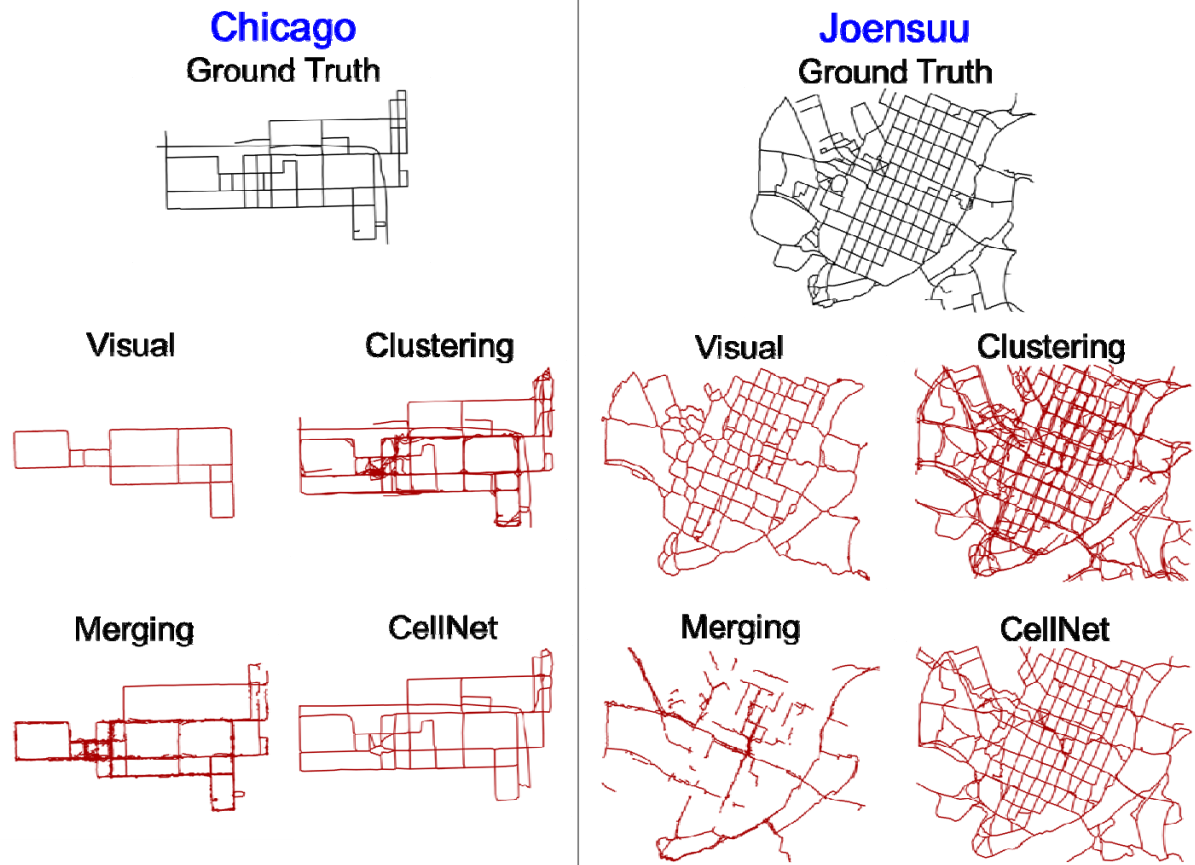 Chicago
Ground Truth
Visual
Clustering
Merging
CellNet
Joensuu
Ground Truth
Visual
Clustering
Merging
CellNet